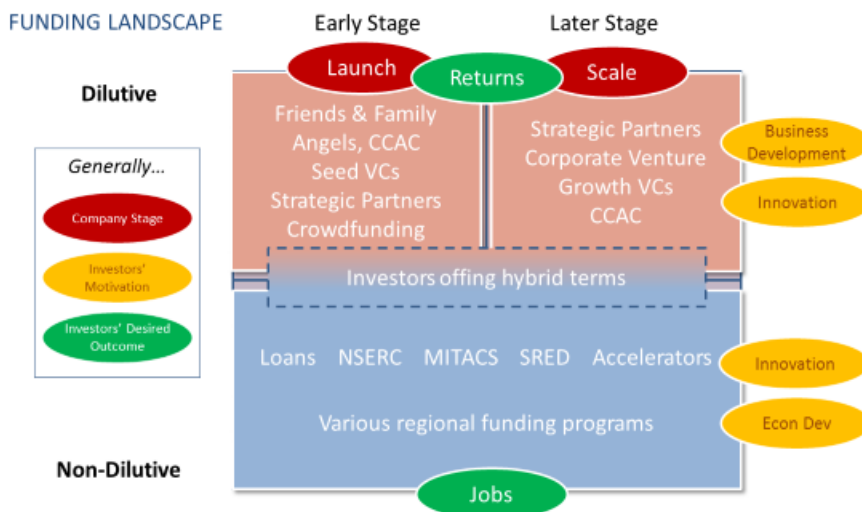 FUNDING LANDSCAPE
Early Stage
Later Stage
Launch
Returns
Scale
Dilutive
Friends & Family
Angels, CCAC
Seed VCs
Strategic Partners
Crowdfunding
Strategic Partners
Corporate Venture
Growth VCs
CCAC
Business
Development
Innovation
Generally...
Company Stage
Investors'
Motivation
Investors' Desired
Outcome
Investors offing hybrid terms
Loans NSERC MITACS SRED Accelerators
Various regional funding programs
Innovation
Econ Dev
Non-Dilutive
Jobs